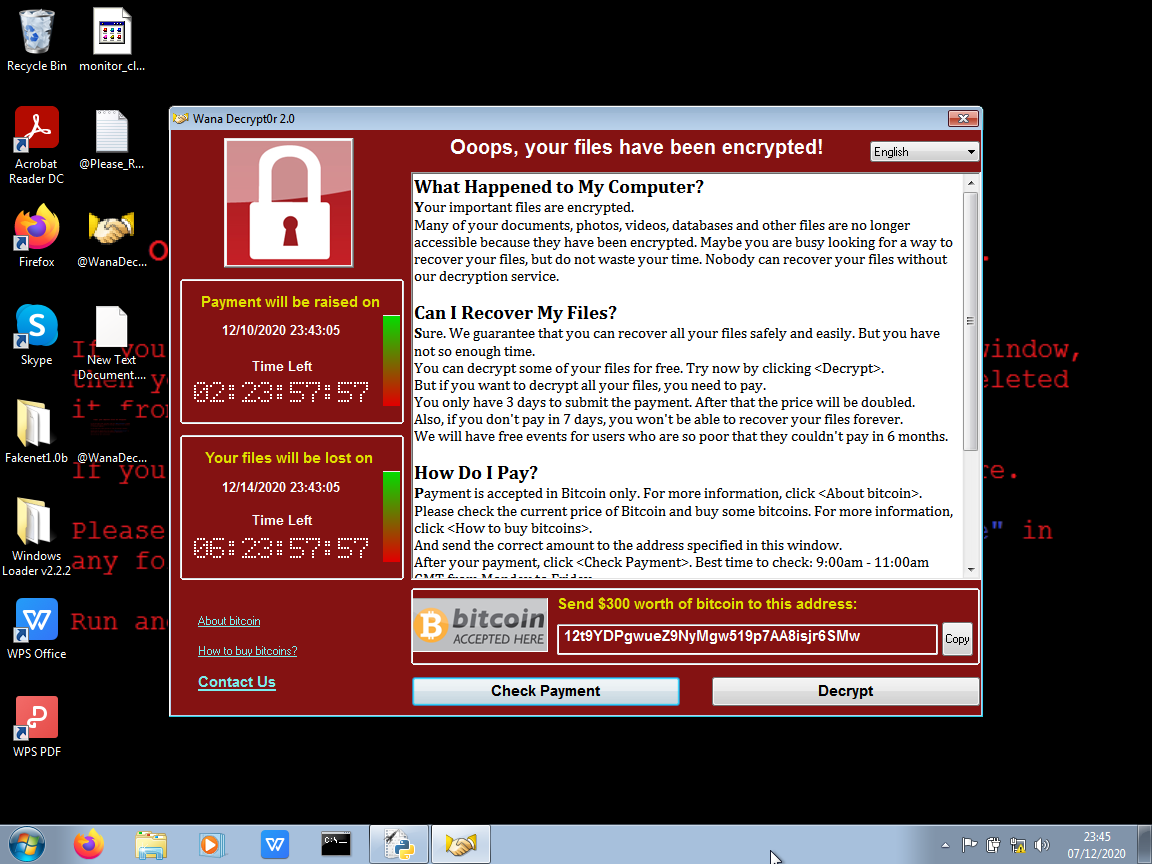 Recycle Bin
monitor_cl...
Acrobat
Reader DC
@Please_R...
Firefox
@WanaDec...
Skype
New Text
Document....
Fakenet1.0b
@WanaDec...
Windows
Loader v2.2.2
WPS Office
WPS PDF
O
If you
then y
it from
If you
Please
any fo
Run and
window,
eleted
e.
e" in
Wana Decrypt0r 2.0
Ooops, your files have been encrypted!
English
Payment will be raised on
12/10/2020 23:43:05
Time Left
02:23:57:57
Your files will be lost on
12/14/2020 23:43:05
Time Left
06:23:57:57
About bitcoin
How to buy bitcoins?
Contact Us
What Happened to My Computer?
Your important files are encrypted.
Many of your documents, photos, videos, databases and other files are no longer
accessible because they have been encrypted. Maybe you are busy looking for a way to
recover your files, but do not waste your time. Nobody can recover your files without
our decryption service.
Can I Recover My Files?
Sure. We guarantee that you can recover all your files safely and easily. But you have
not so enough time.
You can decrypt some of your files for free. Try now by clicking <Decrypt>.
But if you want to decrypt all your files, you need to pay.
You only have 3 days to submit the payment. After that the price will be doubled.
Also, if you don't pay in 7 days, you won't be able to recover your files forever.
We will have free events for users who are so poor that they couldn't pay in 6 months.
How Do I Pay?
Payment is accepted in Bitcoin only. For more information, click <About bitcoin>.
Please check the current price of Bitcoin and buy some bitcoins. For more information,
click <How to buy bitcoins>.
And send the correct amount to the address specified in this window.
After your payment, click <Check Payment>. Best time to check: 9:00am - 11:00am
GMT from Monday to Friday
bitcoin
ACCEPTED HERE
Send $300 worth of bitcoin to this address:
12t9YDPgwueZ9NyMgw519p7AA8isjr6SMw
Copy
Check Payment
Decrypt
C:\_
23:45
07/12/2020